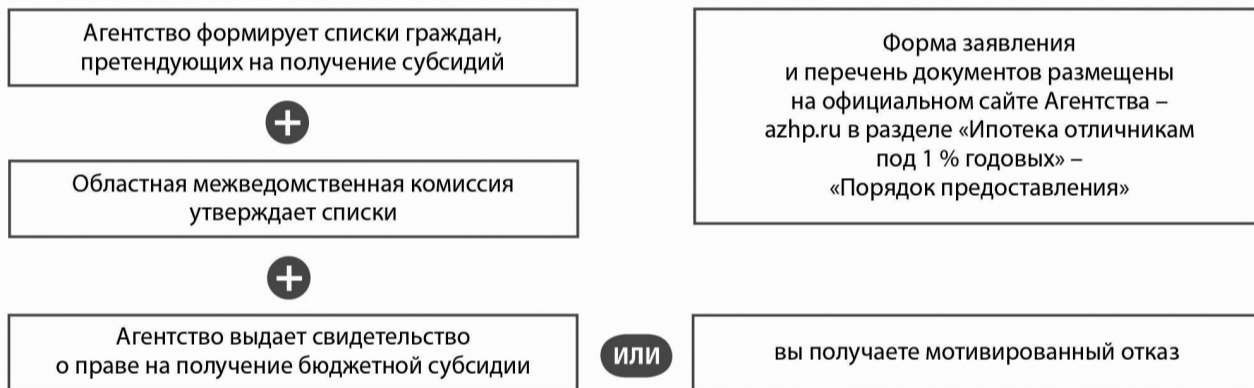 Агентство формирует списки граждан,
претендующих на получение субсидий
+
Областная межведомственная комиссия
утверждает списки
+
Агентство выдает свидетельство
о праве на получение бюджетной субсидии
ИЛИ
вы получаете мотивированный отказ
Форма заявления
и перечень документов размещены
на официальном сайте Агентства –
azhp.ru в разделе «Ипотека отличникам
под 1 % годовых» –
«Порядок предоставления»